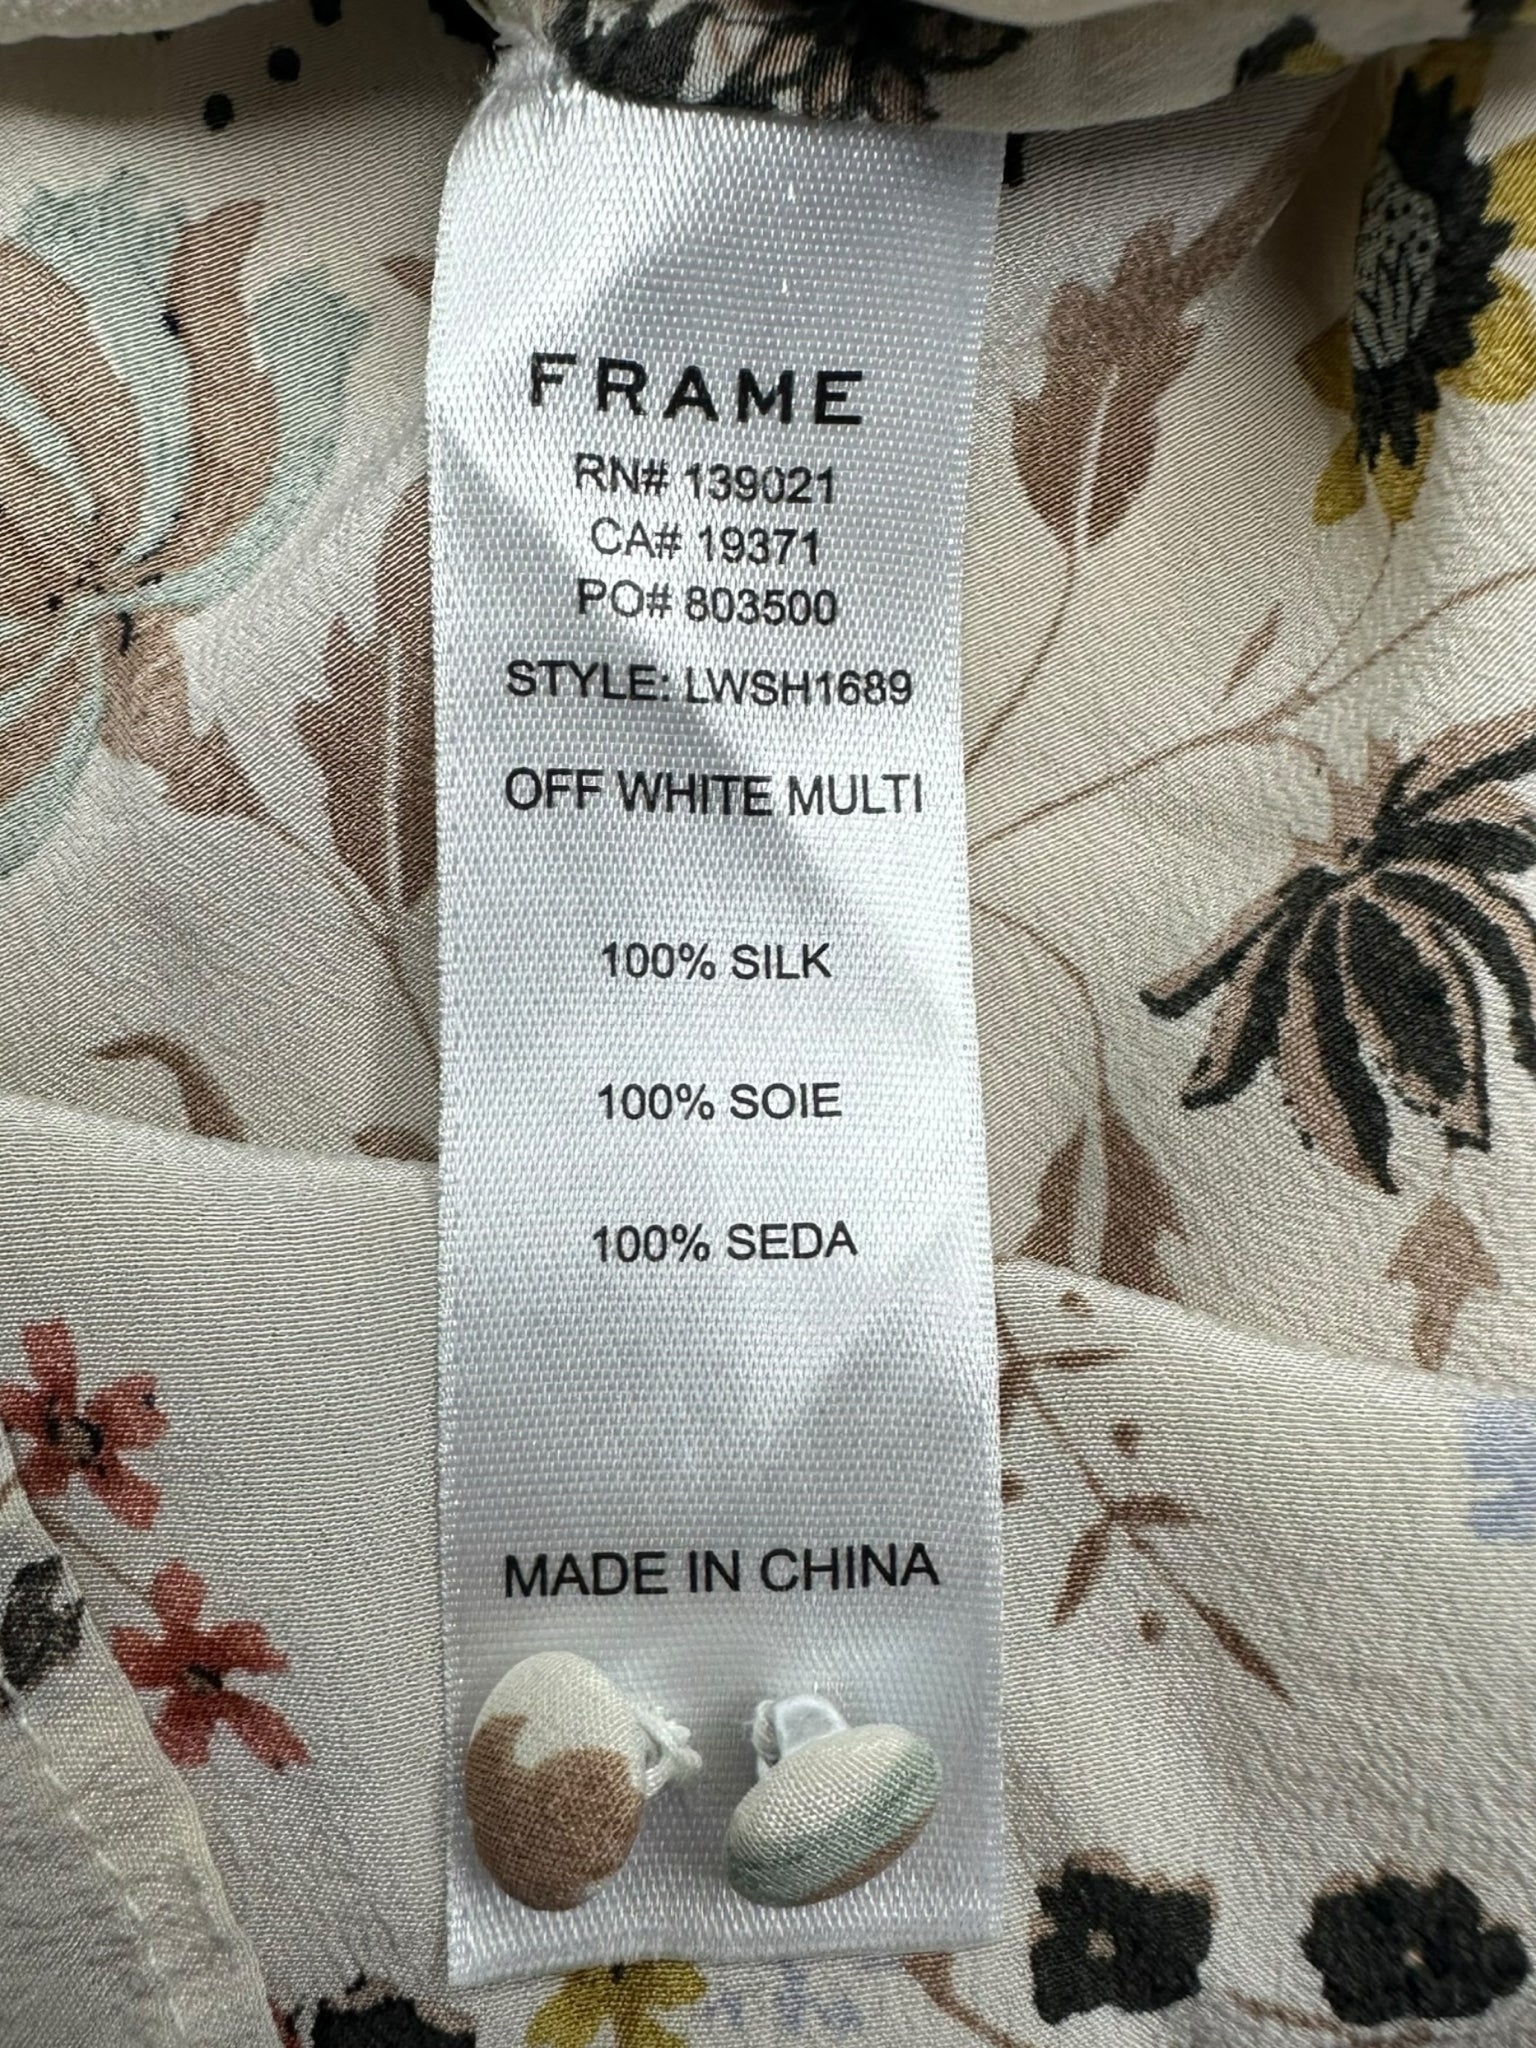 FRAME
RN# 139021
CA# 19371
PO# 803500
STYLE: LWSH1689
OFF WHITE MULTI
100% SILK
100% SOIE
100% SEDA
MADE IN CHINA